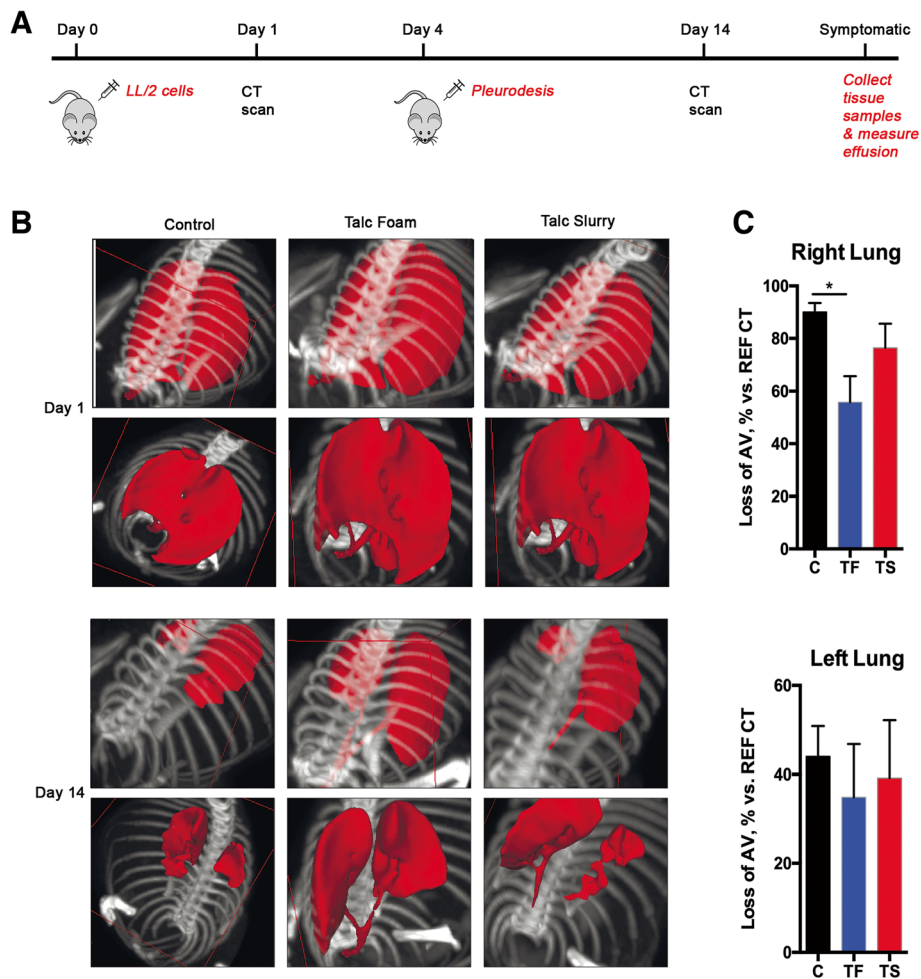 A
Day 0
Day 1
Day 4
Day 14
Symptomatic
LL/2 cells
CT
scan
Pleurodesis
CT
scan
Collect
tissue
samples
& measure
effusion
B
Control
Talc Foam
Talc Slurry
Day 1
Day 14
C
Right Lung
Loss of AV, % vs. REF CT
100
80
60
40
20
0
*
C
TF
TS
Left Lung
Loss of AV, % vs. REF CT
60
40
20
0
C
TF
TS